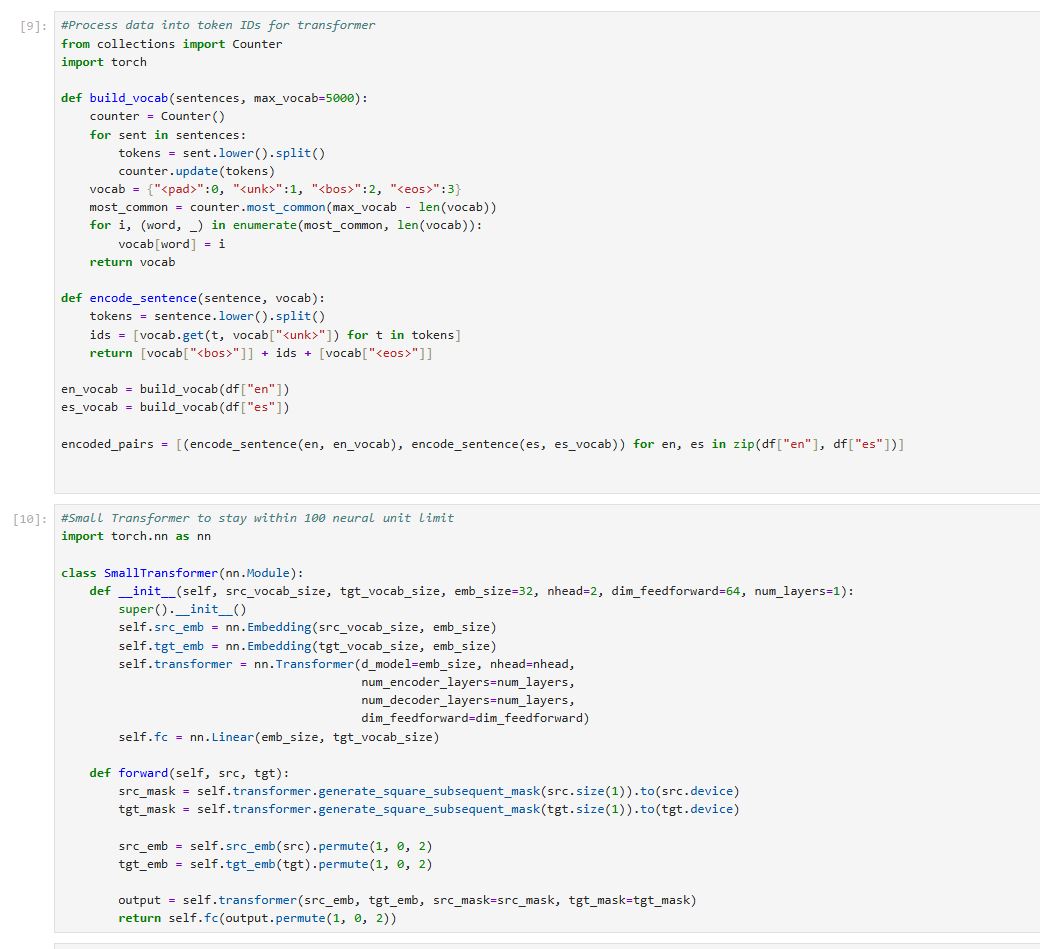 [9]: #Process data into token IDs for transformer
from collections import Counter
import torch

def build_vocab(sentences, max_vocab=5000):
    counter = Counter()
    for sent in sentences:
        tokens = sent.lower().split()
        counter.update(tokens)
    vocab = {"<pad>":0, "<unk>":1, "<bos>":2, "<eos>":3}
    most_common = counter.most_common(max_vocab - len(vocab))
    for i, (word, _) in enumerate(most_common, len(vocab)):
        vocab[word] = i
    return vocab

def encode_sentence(sentence, vocab):
    tokens = sentence.lower().split()
    ids = [vocab.get(t, vocab["<unk>"]) for t in tokens]
    return [vocab["<bos>"]] + ids + [vocab["<eos>"]]

en_vocab = build_vocab(df["en"])
es_vocab = build_vocab(df["es"])

encoded_pairs = [(encode_sentence(en, en_vocab), encode_sentence(es, es_vocab)) for en, es in zip(df["en"], df["es"])]

[10]: #Small Transformer to stay within 100 neural unit limit
import torch.nn as nn

class SmallTransformer(nn.Module):
    def __init__(self, src_vocab_size, tgt_vocab_size, emb_size=32, nhead=2, dim_feedforward=64, num_layers=1):
        super().__init__()
        self.src_emb = nn.Embedding(src_vocab_size, emb_size)
        self.tgt_emb = nn.Embedding(tgt_vocab_size, emb_size)
        self.transformer = nn.Transformer(d_model=emb_size, nhead=nhead,
                                          num_encoder_layers=num_layers,
                                          num_decoder_layers=num_layers,
                                          dim_feedforward=dim_feedforward)
        self.fc = nn.Linear(emb_size, tgt_vocab_size)

    def forward(self, src, tgt):
        src_mask = self.transformer.generate_square_subsequent_mask(src.size(1)).to(src.device)
        tgt_mask = self.transformer.generate_square_subsequent_mask(tgt.size(1)).to(tgt.device)

        src_emb = self.src_emb(src).permute(1, 0, 2)
        tgt_emb = self.tgt_emb(tgt).permute(1, 0, 2)

        output = self.transformer(src_emb, tgt_emb, src_mask=src_mask, tgt_mask=tgt_mask)
        return self.fc(output.permute(1, 0, 2))